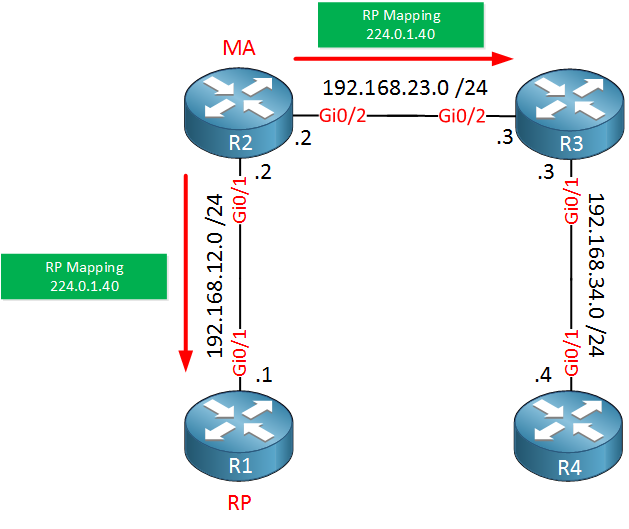 RP Mapping
224.0.1.40
MA
192.168.23.0 /24
Gi0/2
Gi0/2
R2
R3
.2
.3
.2
.3
Gi0/1
Gi0/1
192.168.12.0 /24
192.168.34.0 /24
RP Mapping
224.0.1.40
Gi0/1
Gi0/1
.1
.4
R1
R4
RP